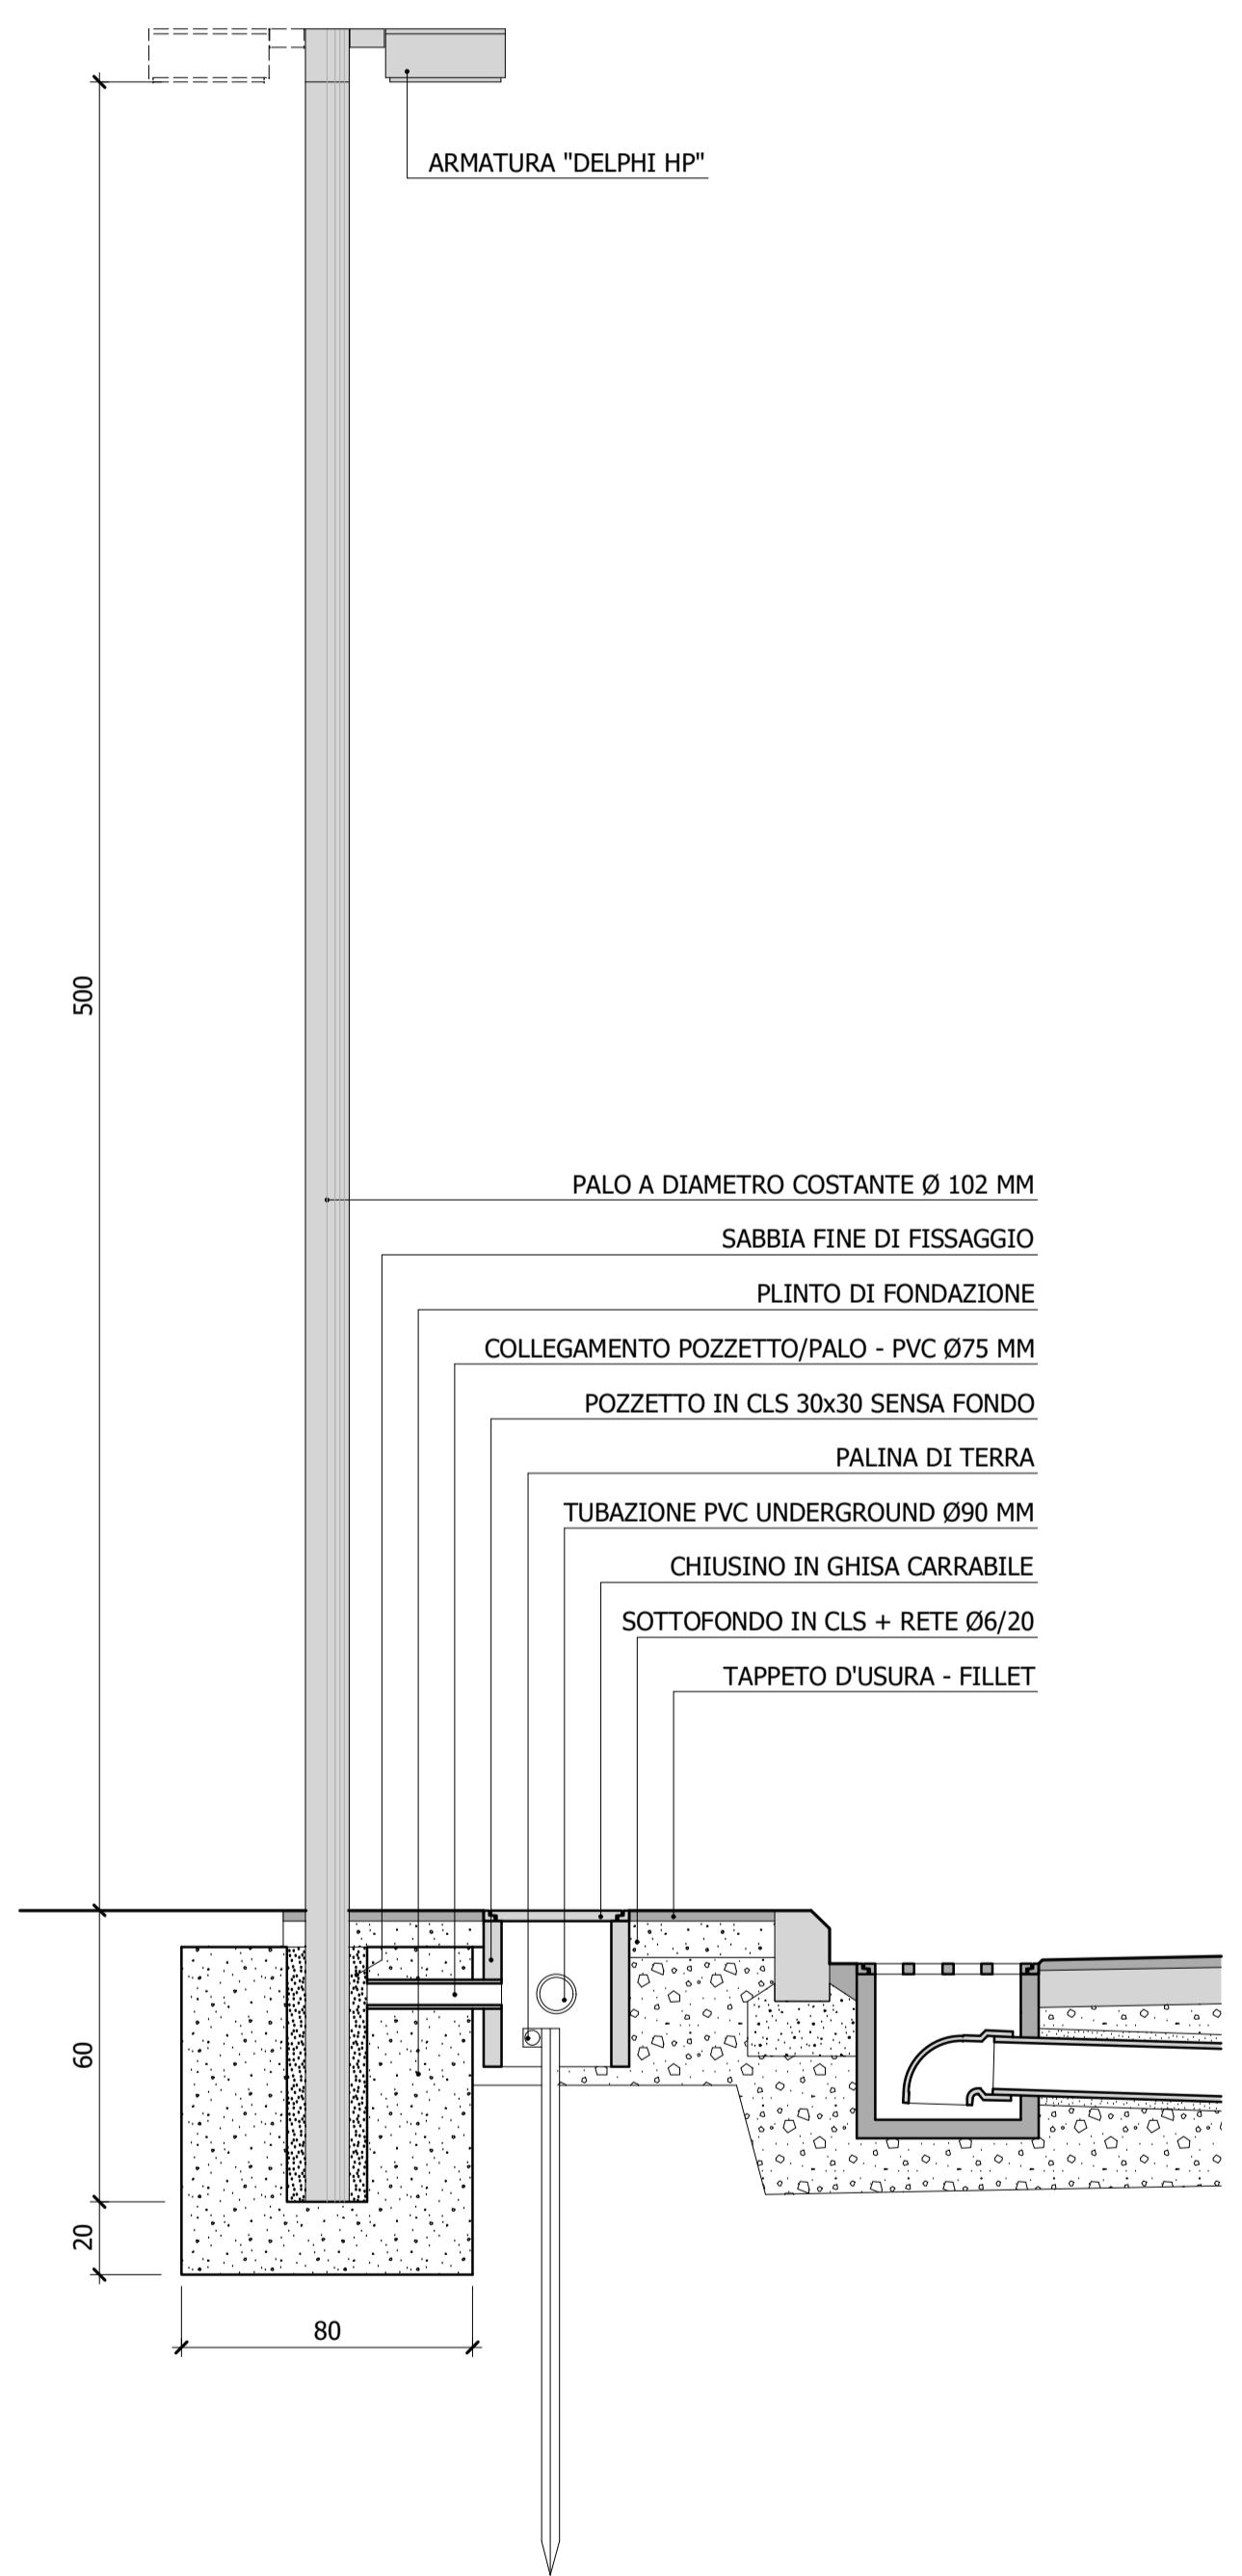 ARMATURA "DELPHI HP"
500
PALO A DIAMETRO COSTANTE Ø 102 MM
SABBIA FINE DI FISSAGGIO
PLINTO DI FONDAZIONE
COLLEGAMENTO POZZETTO/PALO - PVC Ø75 MM
POZZETTO IN CLS 30x30 SENSA FONDO
PALINA DI TERRA
TUBAZIONE PVC UNDERGROUND Ø90 MM
CHIUSINO IN GHISA CARRABILE
SOTTOFONDO IN CLS + RETE Ø6/20
TAPPETO D'USURA - FILLET
60
20
80